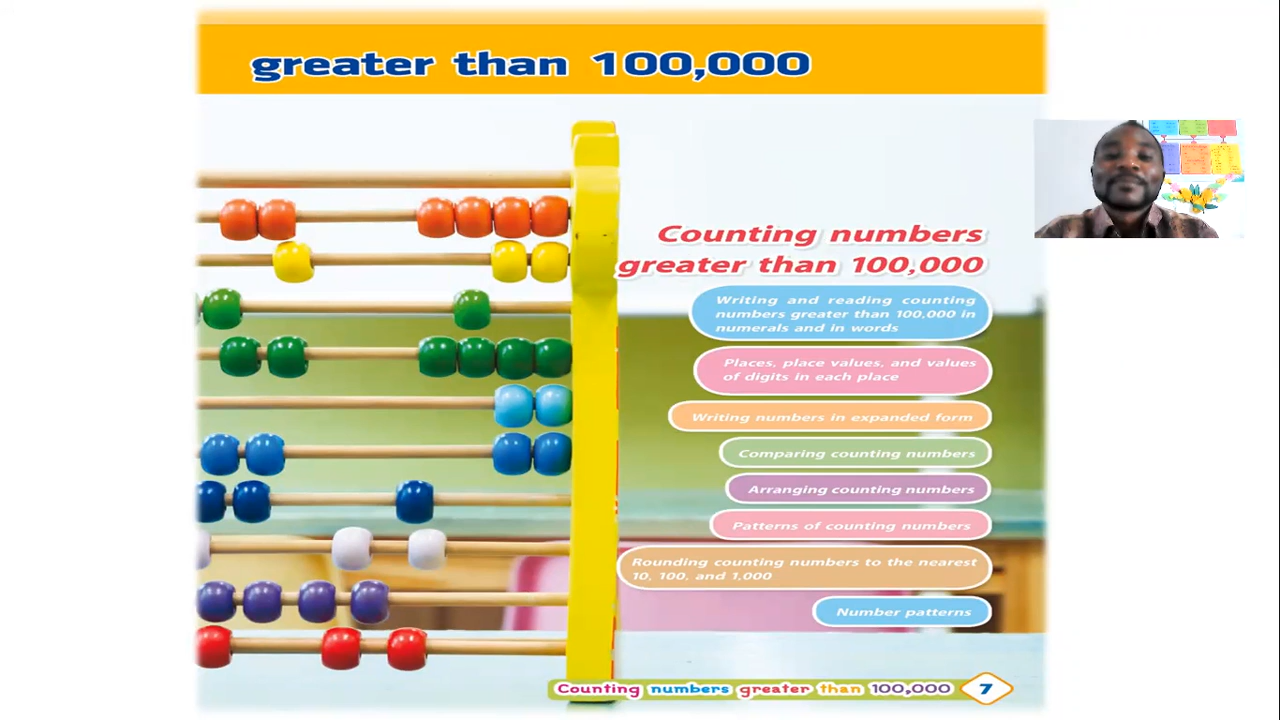 greater than 100,000
Counting numbers
greater than 100,000
Writing and reading counting
numbers greater than 100,000 in
numerals and in words
Places, place values, and values
of digits in each place
Writing numbers in expanded form
Comparing counting numbers
Arranging counting numbers
Patterns of counting numbers
Rounding counting numbers to the nearest
10, 100, and 1,000
Number patterns
Counting numbers greater than 100,000 7